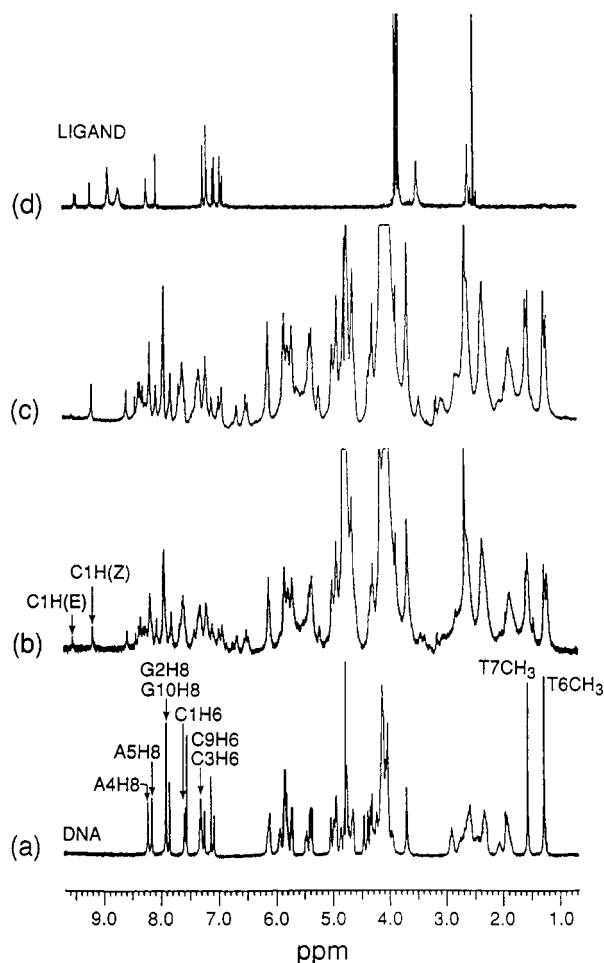 LIGAND
(d)
(c)
C1H(Z)
C1H(E)
(b)
G2H8
G10H8
C1H6
T7CH3
T6CH3
A5H8
C9H6
C3H6
A4H8
DNA
(a)
9.0 8.0 7.0 6.0 5.0 4.0 3.0 2.0 1.0
ppm